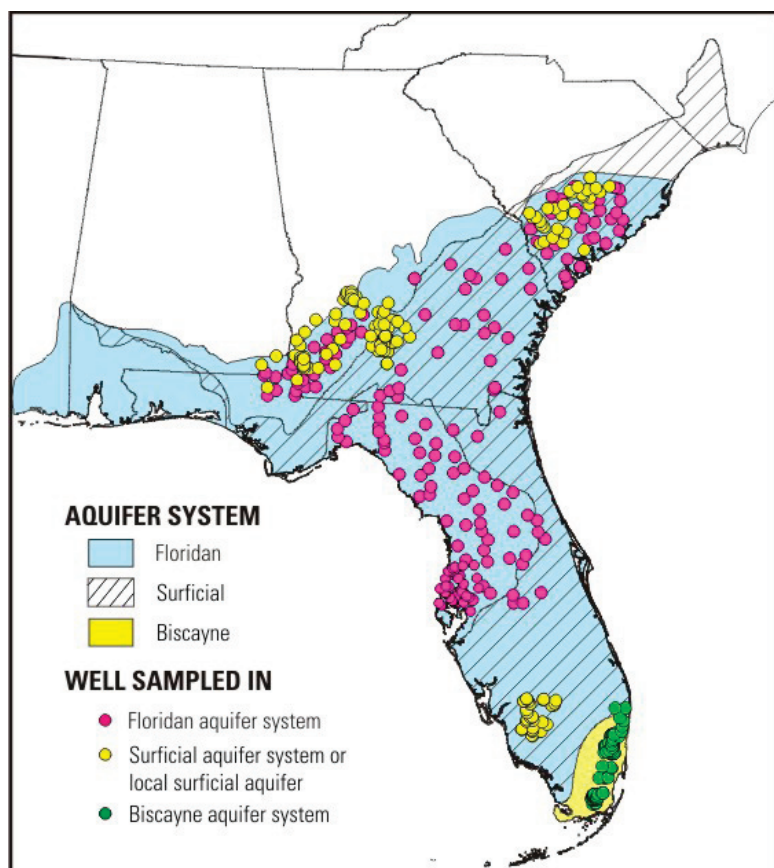 AQUIFER SYSTEM
Floridan
Surficial
Biscayne
WELL SAMPLED IN
Floridan aquifer system
Surficial aquifer system or
local surficial aquifer
Biscayne aquifer system